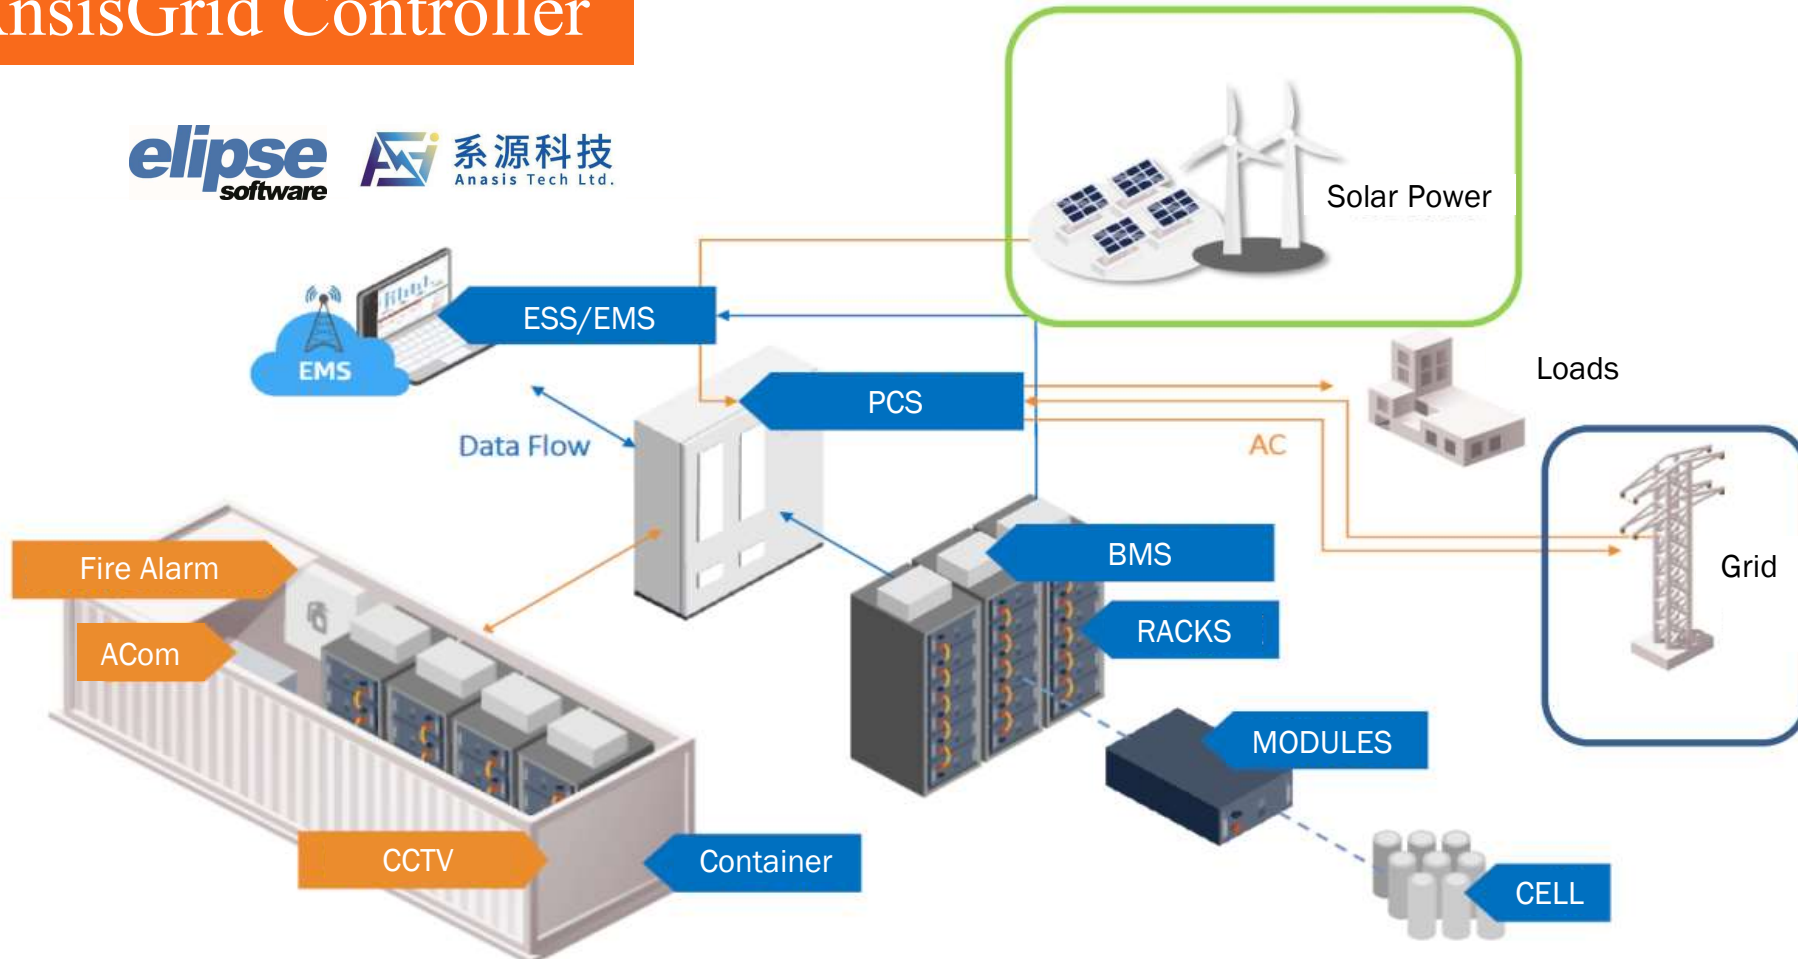 nsisGrid Controller
elipse
software
系源科技
Anasis Tech Ltd.
Solar Power
ESS/EMS
EMS
Loads
PCS
Data Flow
AC
BMS
Fire Alarm
Grid
RACKS
ACom
MODULES
CCTV
Container
CELL